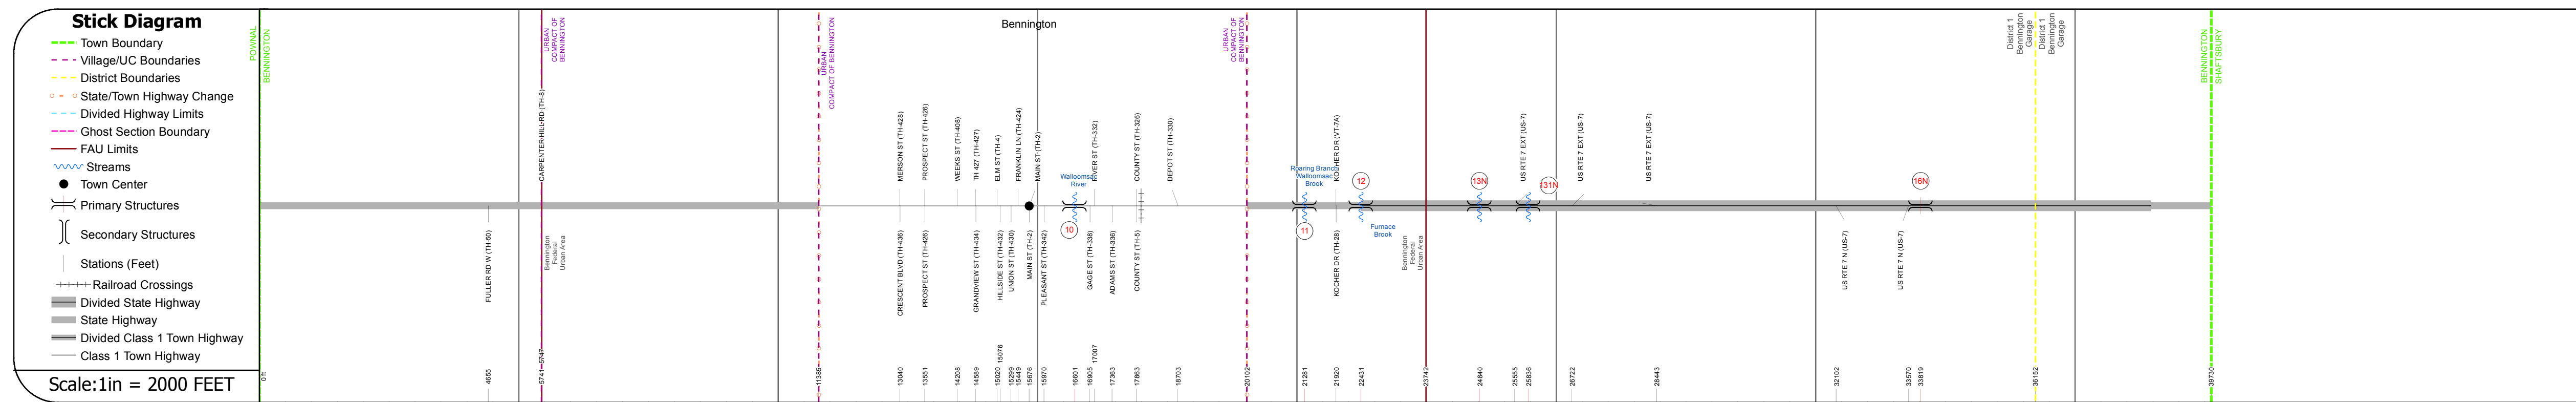 Stick Diagram
Town Boundary
Village/UC Boundaries
District Boundaries
State/Town Highway Change
Divided Highway Limits
Ghost Section Boundary
FAU Limits
Streams
Town Center
Primary Structures
Secondary Structures
Stations (Feet)
Railroad Crossings
Divided State Highway
State Highway
Divided Class 1 Town Highway
Class 1 Town Highway
Scale:1in = 2000 FEET
POWNAL
BENNINGTON
URBAN
COMPACT OF
BENNINGTON
URBAN
COMPACT OF BENNINGTON
Bennington
URBAN
COMPACT OF
BENNINGTON
District 1
Bennington
Garage
District 1
Bennington
Garage
BENNINGTON
SHAFTSBURY
CARPENTER HILL RD (TH-8)
MERSON ST (TH-428)
PROSPECT ST (TH-426)
WEEKS ST (TH-408)
TH 427 (TH-427)
ELM ST (TH-4)
FRANKLIN LN (TH-424)
MAIN ST (TH-2)
RIVER ST (TH-332)
COUNTY ST (TH-326)
DEPOT ST (TH-330)
KOCHER DR (VT-7A)
US RTE 7 EXT (US-7)
US RTE 7 EXT (US-7)
US RTE 7 EXT (US-7)
Walloomsac
River
Roaring Branch
Walloomsac
Brook
12
13N
131N
16N
10
11
Furnace
Brook
FULLER RD W (TH-50)
Bennington
Federal
Urban Area
CRESCENT BLVD (TH-436)
PROSPECT ST (TH-426)
GRANDVIEW ST (TH-434)
HILLSIDE ST (TH-432)
UNION ST (TH-430)
MAIN ST (TH-2)
PLEASANT ST (TH-342)
GAGE ST (TH-338)
ADAMS ST (TH-336)
COUNTY ST (TH-5)
KOCHER DR (TH-38)
Bennington
Federal
Urban Area
US RTE 7 N (US-7)
US RTE 7 N (US-7)
0 ft
4655
5741
5747
11385
13040
13551
14208
14589
15020
15076
15299
15449
15676
15970
16601
16905
17007
17363
17863
18703
20102
21281
21920
22431
23742
24840
25565
25836
26722
28443
32102
33570
33819
36152
39730